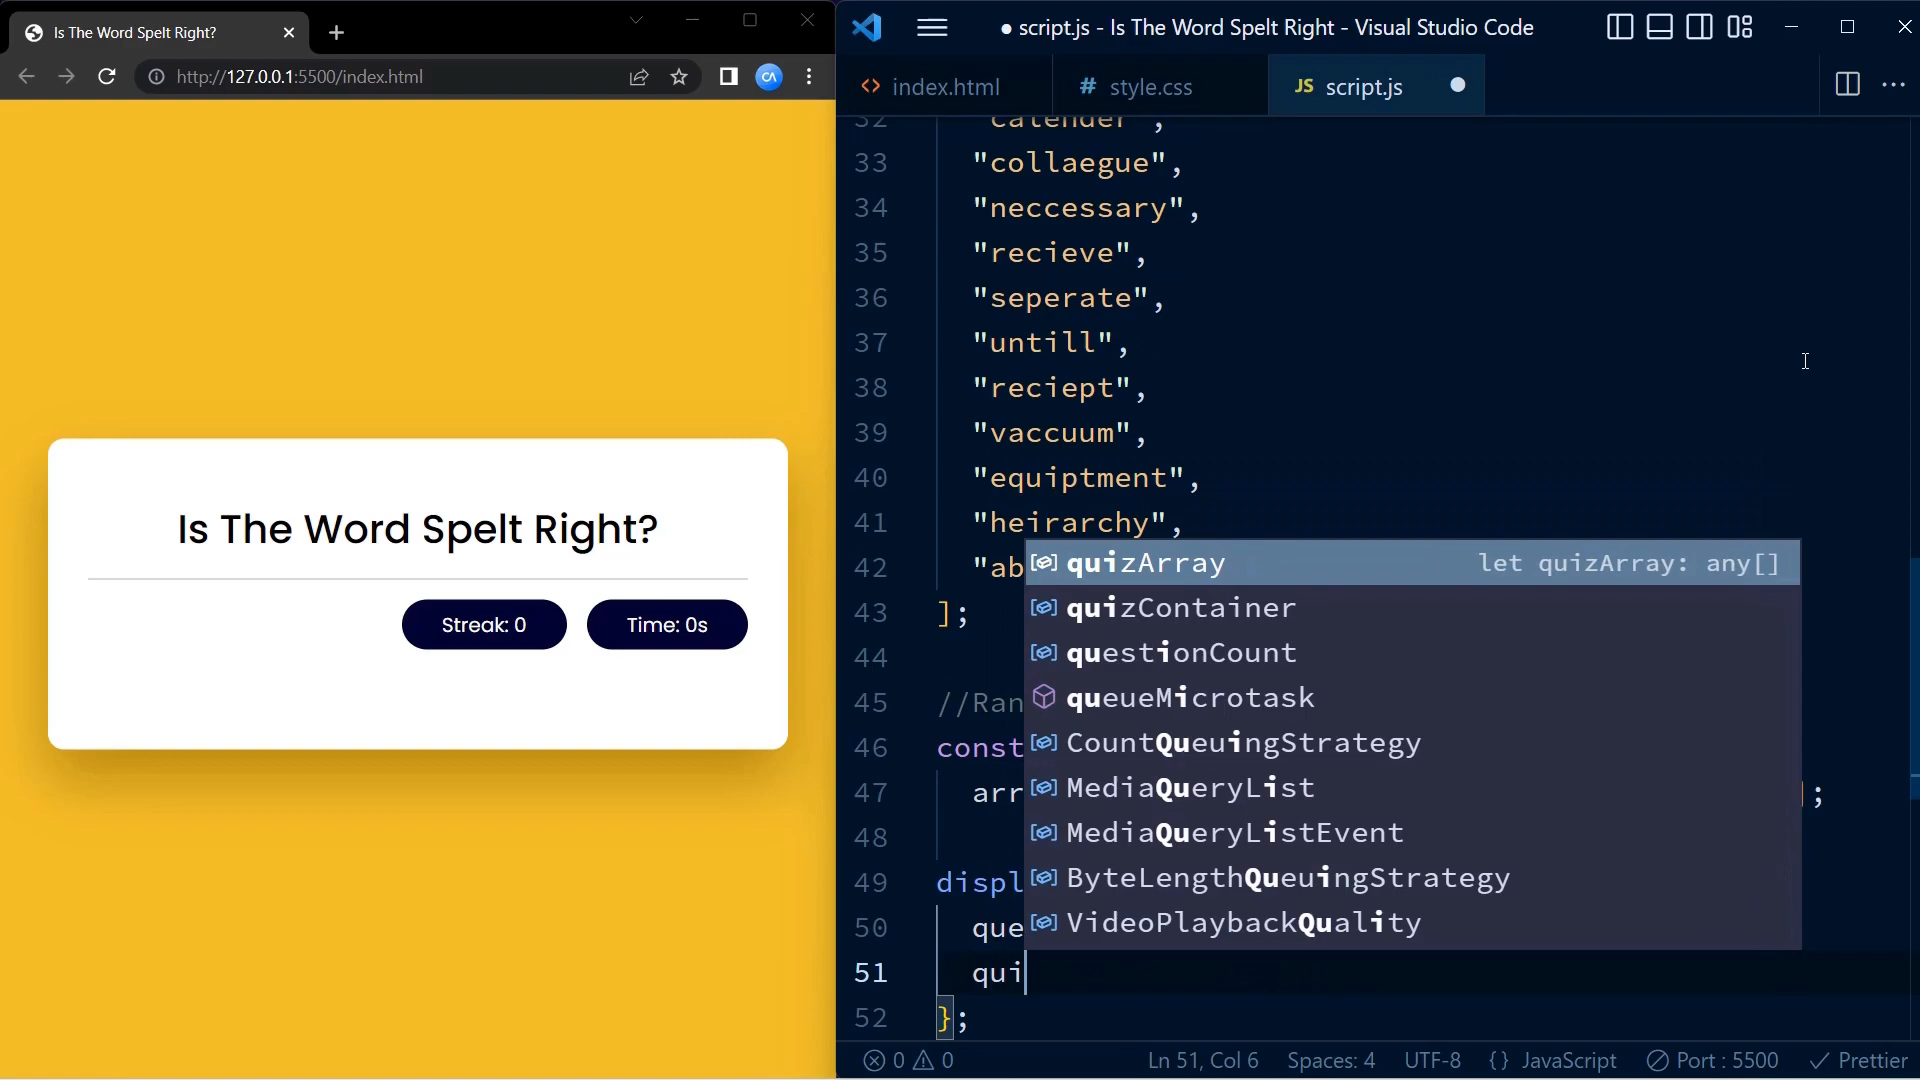 Is The Word Spelt Right?
http://127.0.0.1:5500/index.html
CA
Is The Word Spelt Right?
Streak: 0
Time: 0s
● script.js - Is The Word Spelt Right - Visual Studio Code
<> index.html
# style.css
JS script.js
32 "calender",
33 "collaegue",
34 "neccessary",
35 "recieve",
36 "seperate",
37 "untill",
38 "reciept",
39 "vaccuum",
40 "equiptment",
41 "heirarchy",
42 "ab
43 ];
44
45 //Ran
46 const
47 arr ;
48
49 displ
50 que
51 qui
52 };
quizArray let quizArray: any[]
quizContainer
questionCount
queueMicrotask
CountQueuingStrategy
MediaQueryList
MediaQueryListEvent
ByteLengthQueuingStrategy
VideoPlaybackQuality
0 0 Ln 51, Col 6 Spaces: 4 UTF-8 {} JavaScript Port : 5500 Prettier